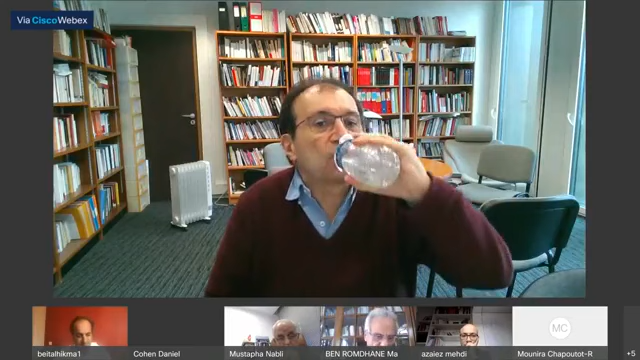 Via Cisco Webex
MC
beitalhikma1
Cohen Daniel
Mustapha Nabli
BEN ROMDHANE Ma
azaiez mehdi
Mounira Chapoutot-R
+5